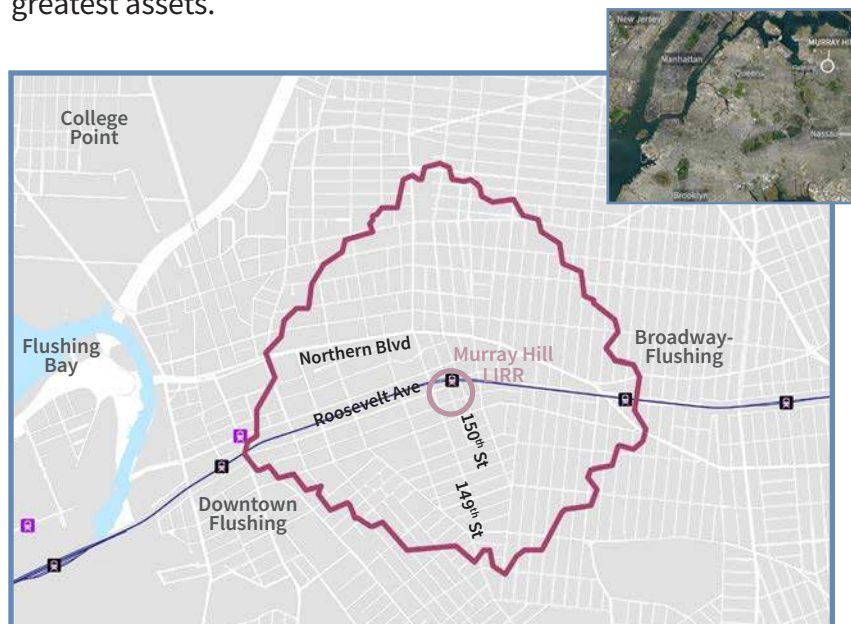 greatest assets.
New Jersey
MURRAY HI
Manhattan
Queens
Nassau
Brooklyn
College
Point
Flushing
Bay
Northern Blvd
Murray Hill
LIRR
Broadway-
Flushing
Roosevelt Ave
150th St
149th St
Downtown
Flushing